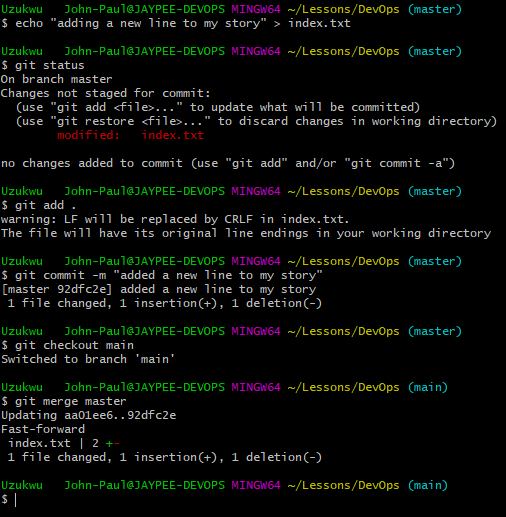 Uzukwu   John-Paul@JAYPEE-DEVOPS MINGW64 ~/Lessons/DevOps (master)
$ echo "adding a new line to my story" > index.txt
Uzukwu   John-Paul@JAYPEE-DEVOPS MINGW64 ~/Lessons/DevOps (master)
$ git status
On branch master
Changes not staged for commit:
  (use "git add <file>..." to update what will be committed)
  (use "git restore <file>..." to discard changes in working directory)
        modified:   index.txt
no changes added to commit (use "git add" and/or "git commit -a")
Uzukwu   John-Paul@JAYPEE-DEVOPS MINGW64 ~/Lessons/DevOps (master)
$ git add .
warning: LF will be replaced by CRLF in index.txt.
The file will have its original line endings in your working directory
Uzukwu   John-Paul@JAYPEE-DEVOPS MINGW64 ~/Lessons/DevOps (master)
$ git commit -m "added a new line to my story"
[master 92dfc2e] added a new line to my story
 1 file changed, 1 insertion(+), 1 deletion(-)
Uzukwu   John-Paul@JAYPEE-DEVOPS MINGW64 ~/Lessons/DevOps (master)
$ git checkout main
Switched to branch 'main'
Uzukwu   John-Paul@JAYPEE-DEVOPS MINGW64 ~/Lessons/DevOps (main)
$ git merge master
Updating aa01ee6..92dfc2e
Fast-forward
 index.txt | 2 +-
 1 file changed, 1 insertion(+), 1 deletion(-)
Uzukwu   John-Paul@JAYPEE-DEVOPS MINGW64 ~/Lessons/DevOps (main)
$